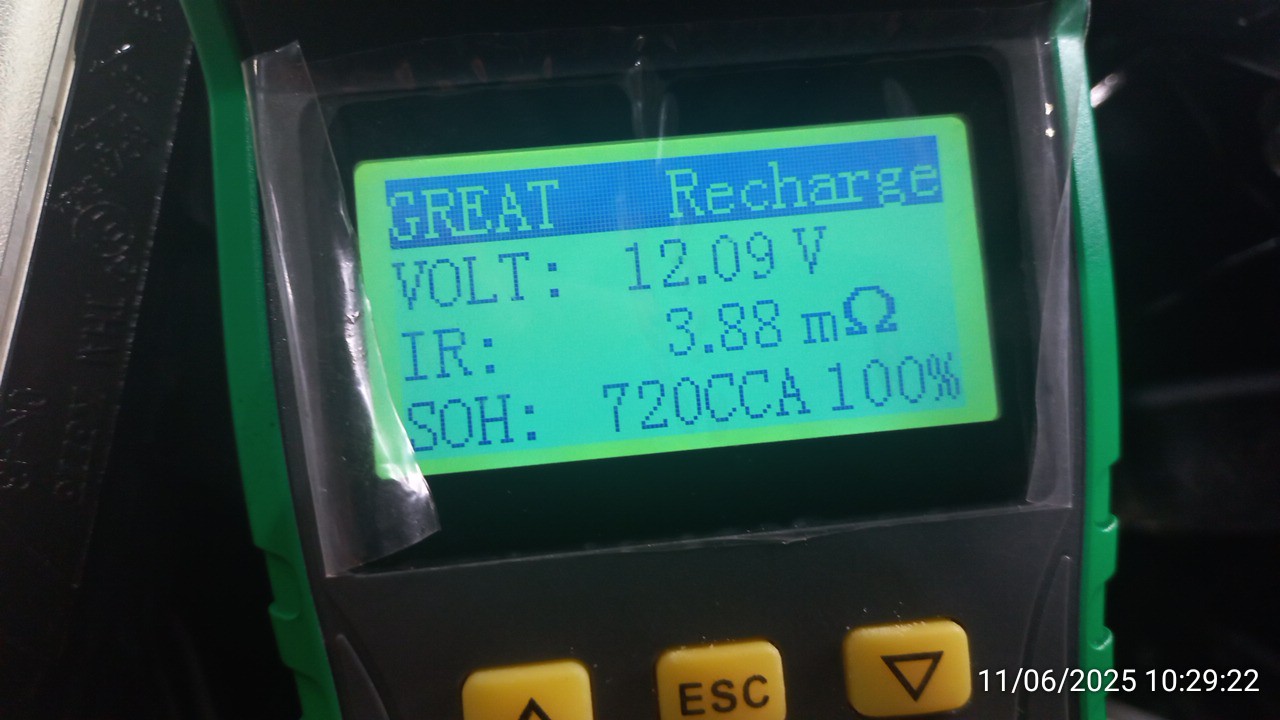 GREAT Recharge
VOLT: 12.09 V
IR: 3.88 mΩ
SOH: 720CCA 100%
ESC
11/06/2025 10:29:22